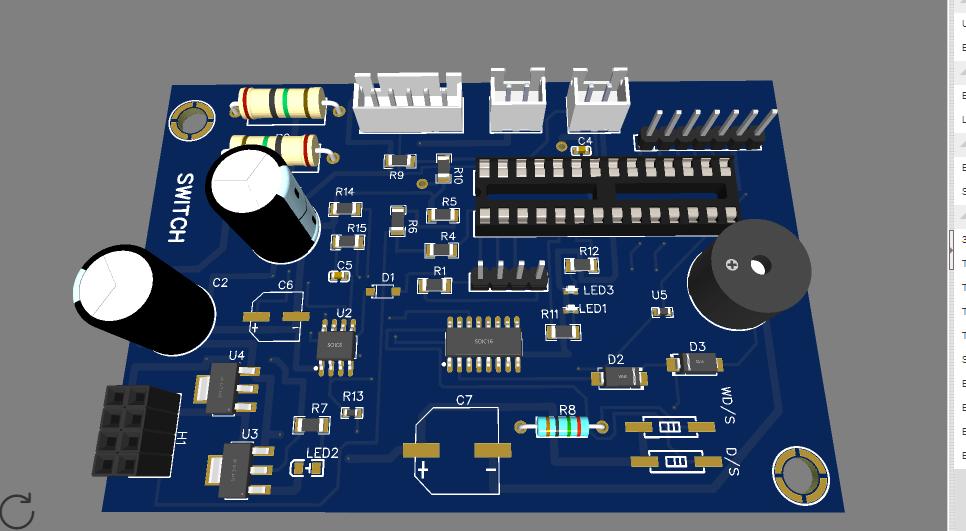 C4
R9
R10
SWITCH
R14
R5
R6
R15
R4
R12
C5
D1
R1
C2
C6
LED3
U5
LED1
U2
R11
SOIC8
SOIC16
U4
D2
D3
R13
WD/S
R7
C7
R8
H1
U3
LED2
D/S
+
-
+
-
+